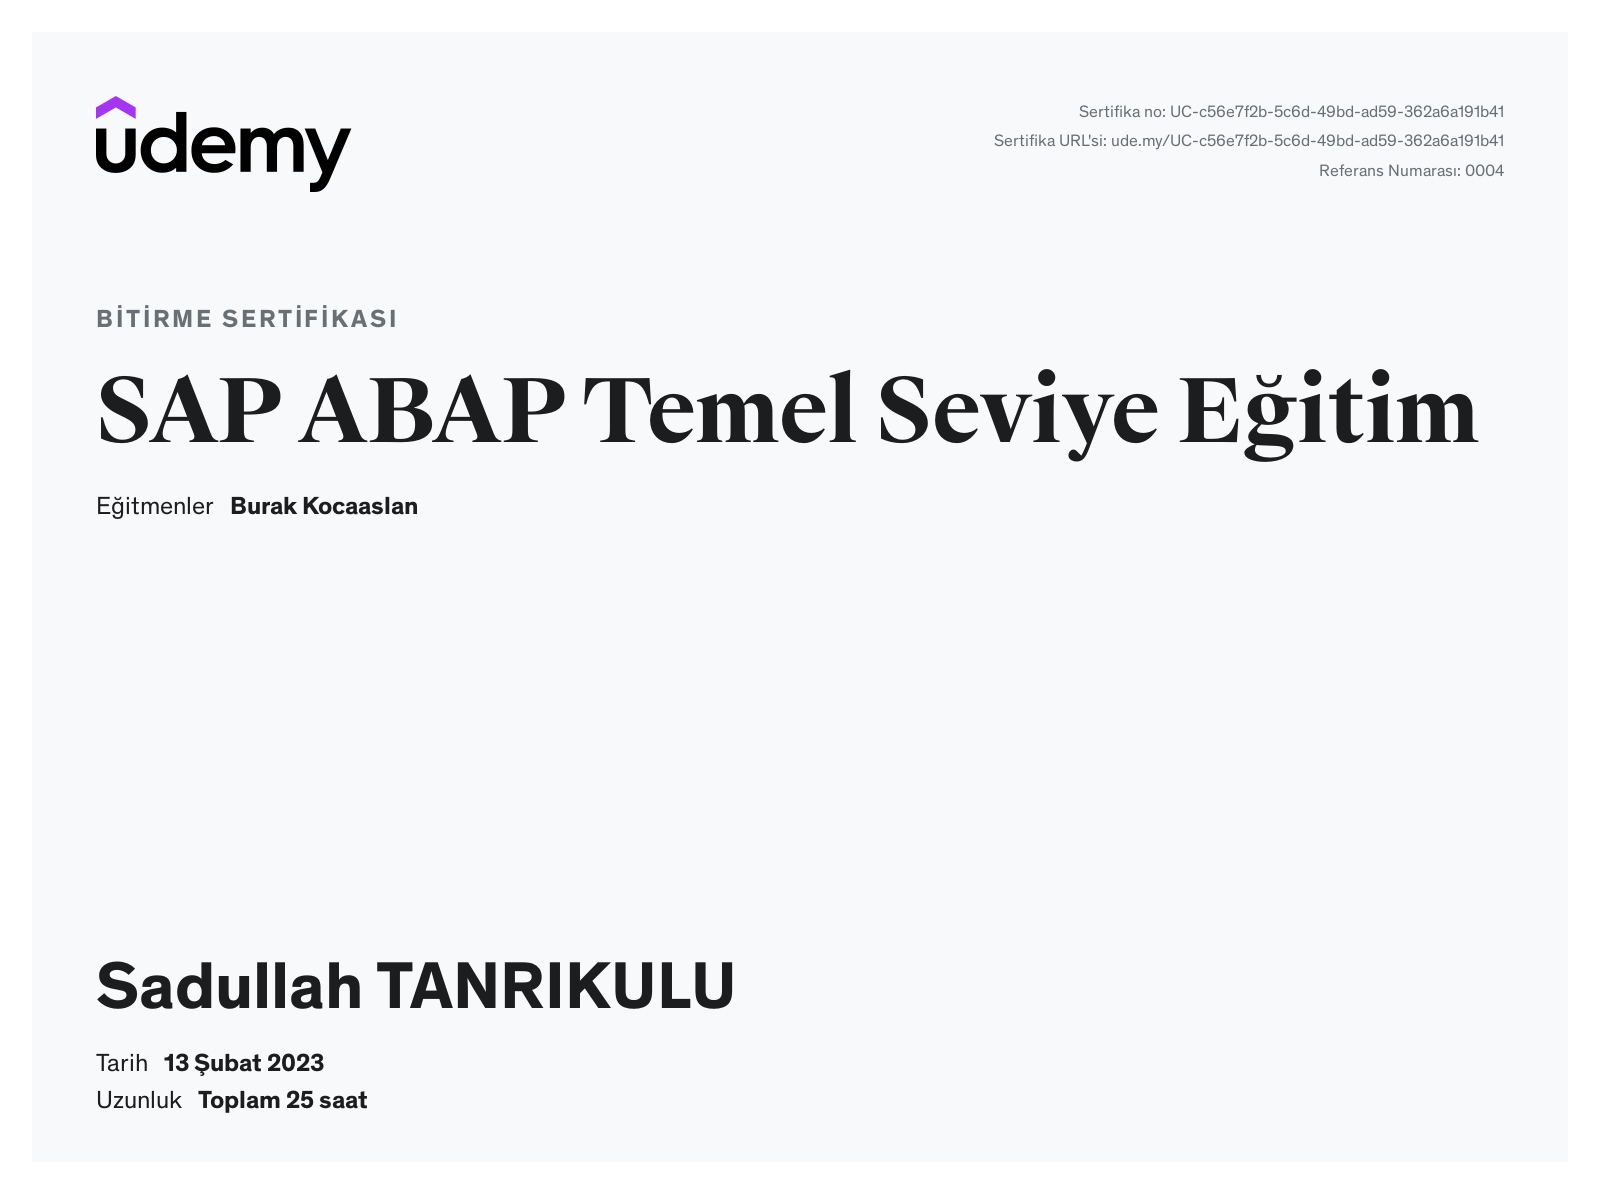 udemy
Sertifika no: UC-c56e7f2b-5c6d-49bd-ad59-362a6a191b41
Sertifika URL'si: ude.my/UC-c56e7f2b-5c6d-49bd-ad59-362a6a191b41
Referans Numarası: 0004
BİTİRME SERTİFİKASI
SAP ABAP Temel Seviye Eğitim
Eğitmenler Burak Kocaaslan
Sadullah TANRIKULU
Tarih 13 Şubat 2023
Uzunluk Toplam 25 saat